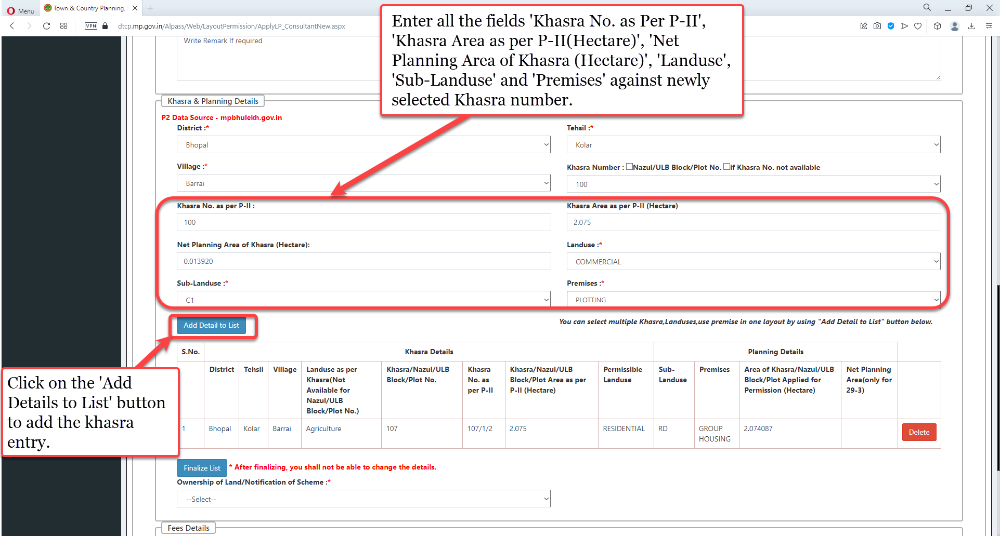 Menu
Town & Country Planning,
VPN
dtcp.mp.gov.in/Alpass/Web/LayoutPermission/ApplyLP_ConsultantNew.aspx
Write Remark If required
Enter all the fields 'Khasra No. as Per P-II',
'Khasra Area as per P-II(Hectare)', 'Net
Planning Area of Khasra (Hectare)', 'Landuse',
'Sub-Landuse' and 'Premises' against newly
selected Khasra number.
Khasra & Planning Details
P2 Data Source - mpbhulekh.gov.in
District :*
Tehsil :*
Bhopal
Kolar
Village :*
Khasra Number : Nazul/ULB Block/Plot No. if Khasra No. not available
Barrai
100
Khasra No. as per P-II :
Khasra Area as per P-II (Hectare)
100
2.075
Net Planning Area of Khasra (Hectare):
Landuse :*
0.013920
COMMERCIAL
Sub-Landuse :*
Premises :*
C1
PLOTTING
Add Detail to List
You can select multiple Khasra,Landuses,use premise in one layout by using "Add Detail to List" button below.
Click on the 'Add
Details to List' button
to add the khasra
entry.
S.No.
Khasra Details
Planning Details
District
Tehsil
Village
Landuse as per
Khasra(Not
Available for
Nazul/ULB
Block/Plot No.)
Khasra/Nazul/ULB
Block/Plot No.
Khasra
No. as
per P-II
Khasra/Nazul/ULB
Block/Plot Area as per
P-II (Hectare)
Permissible
Landuse
Sub-
Landuse
Premises
Area of Khasra/Nazul/ULB
Block/Plot Applied for
Permission (Hectare)
Net Planning
Area(only for
29-3)
1
Bhopal
Kolar
Barrai
Agriculture
107
107/1/2
2.075
RESIDENTIAL
RD
GROUP
HOUSING
2.074087
Delete
Finalize List
* After finalizing, you shall not be able to change the details.
Ownership of Land/Notification of Scheme :*
--Select--
Fees Details